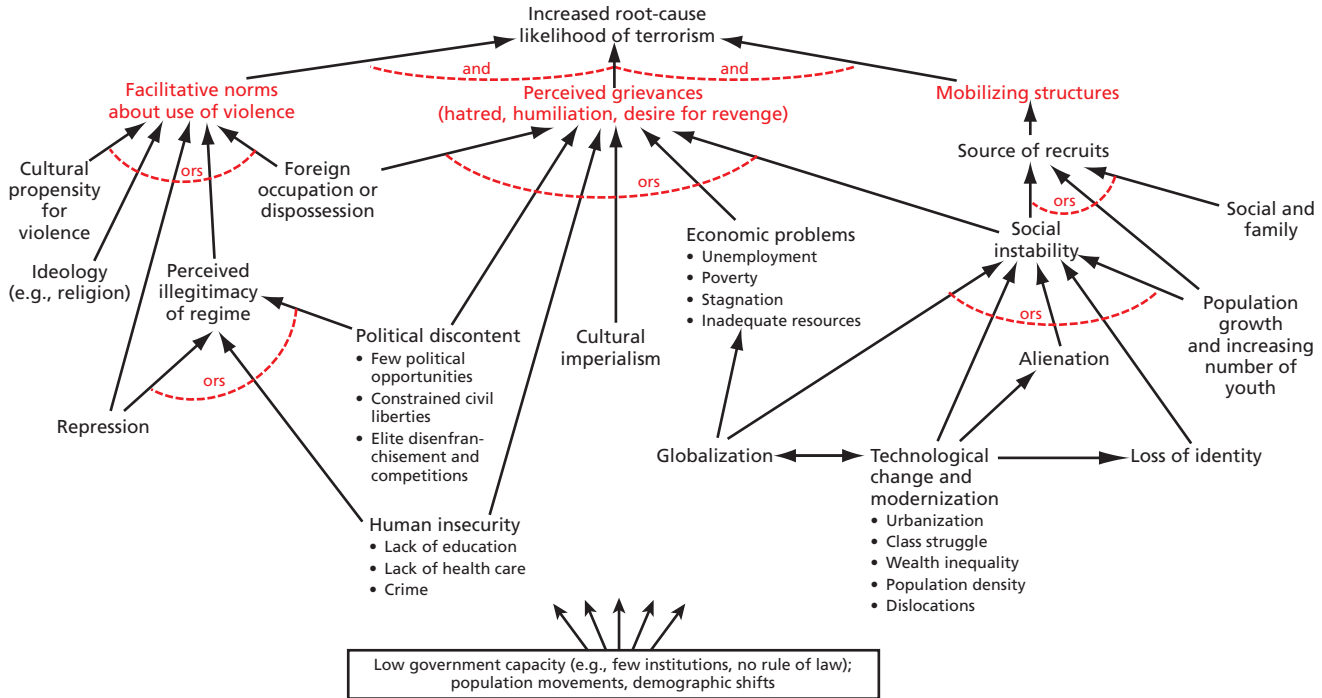 Increased root-cause
likelihood of terrorism
and
and
Facilitative norms
about use of violence
Perceived grievances
(hatred, humiliation, desire for revenge)
Mobilizing structures
Cultural
propensity
for
violence
ors
Foreign
occupation or
dispossession
ors
Source of recruits
ors
Social and
family
Ideology
(e.g., religion)
Perceived
illegitimacy
of regime
Economic problems
• Unemployment
• Poverty
• Stagnation
• Inadequate resources
Social
instability
ors
Population
growth
and increasing
number of
youth
Political discontent
• Few political
opportunities
• Constrained civil
liberties
• Elite disenfran-
chisement and
competitions
Cultural
imperialism
Alienation
ors
Repression
Globalization
Technological
change and
modernization
• Urbanization
• Class struggle
• Wealth inequality
• Population density
• Dislocations
Loss of identity
Human insecurity
• Lack of education
• Lack of health care
• Crime
Low government capacity (e.g., few institutions, no rule of law);
population movements, demographic shifts